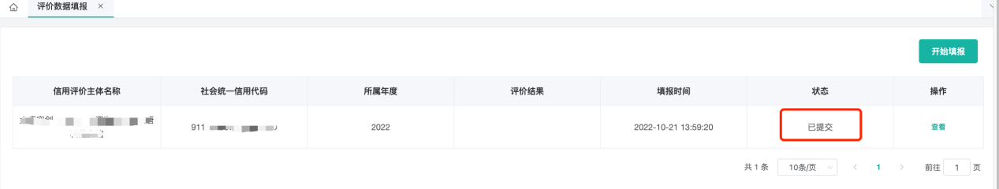 评价数据填报 ×
开始填报
信用评价主体名称 社会统一信用代码 所属年度 评价结果 填报时间 状态 操作
911 2022 2022-10-21 13:59:20 已提交 查看
共 1 条 10条/页 < 1 > 前往 1 页